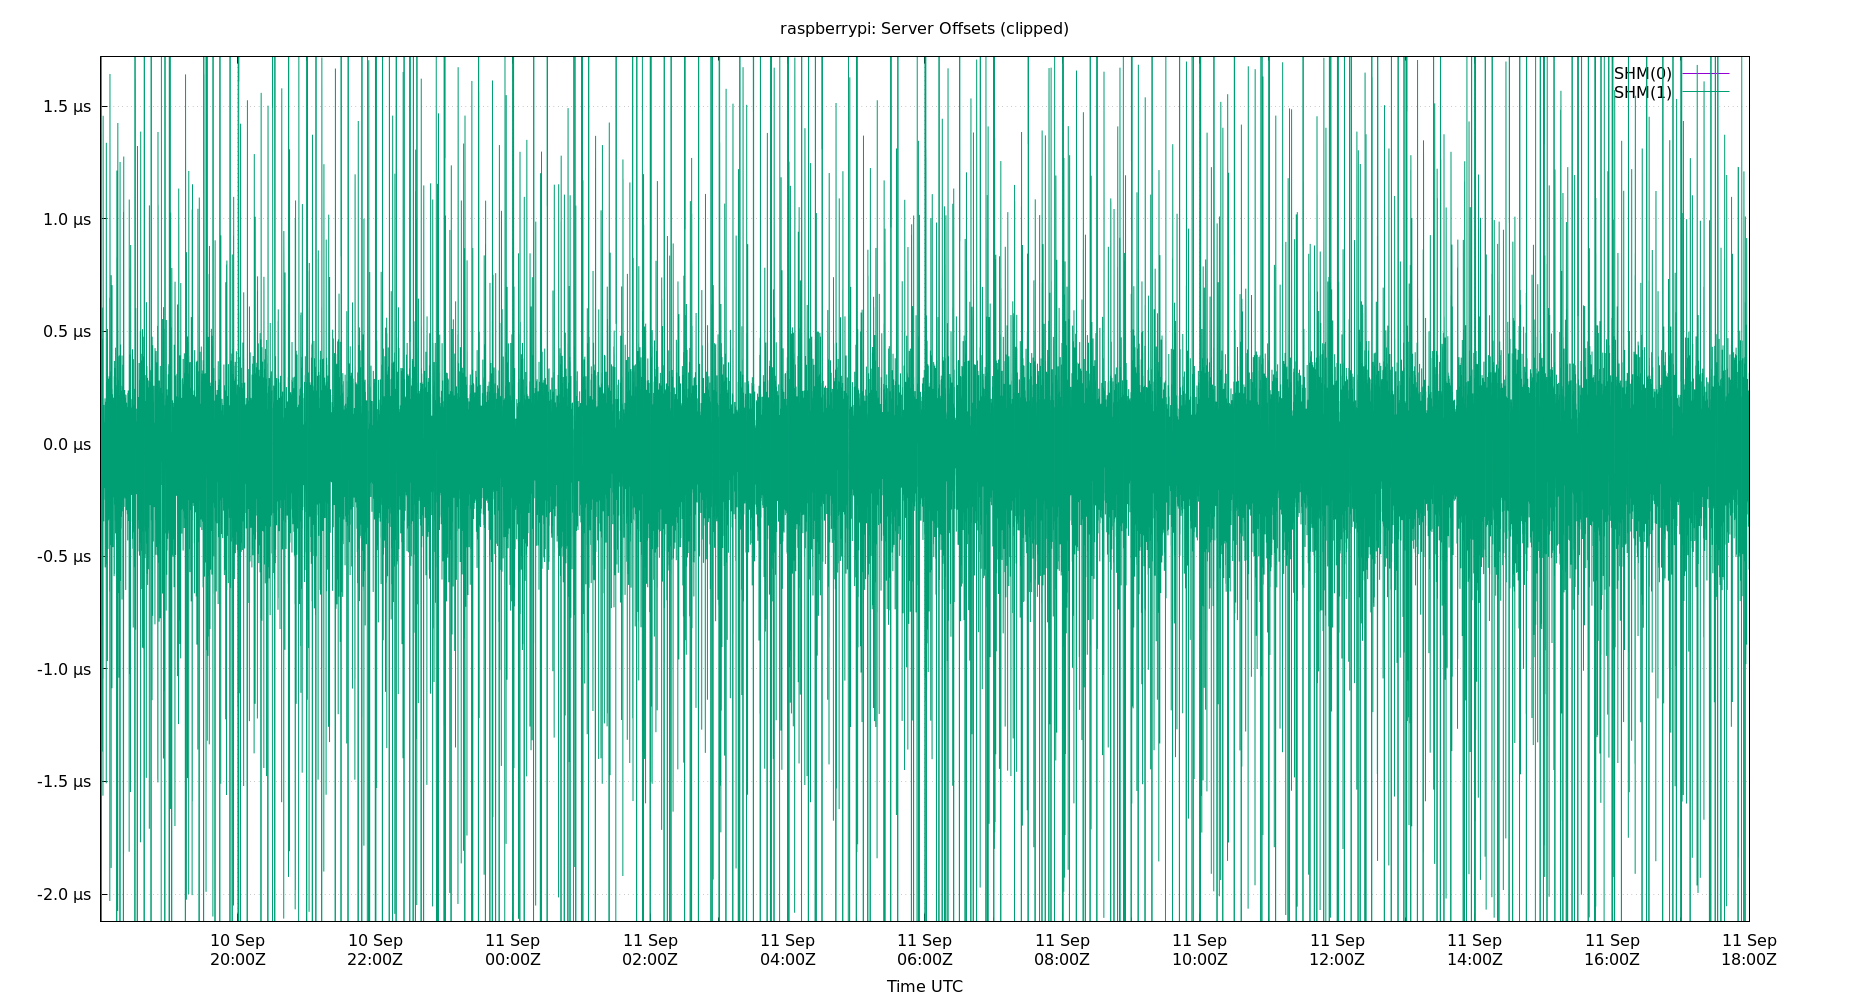 raspberrypi: Server Offsets (clipped)
SHM(0)
SHM(1)
1.5 µs
1.0 µs
0.5 µs
0.0 µs
-0.5 µs
-1.0 µs
-1.5 µs
-2.0 µs
10 Sep 10 Sep 11 Sep 11 Sep 11 Sep 11 Sep 11 Sep 11 Sep 11 Sep 11 Sep 11 Sep 11 Sep
20:00Z 22:00Z 00:00Z 02:00Z 04:00Z 06:00Z 08:00Z 10:00Z 12:00Z 14:00Z 16:00Z 18:00Z
Time UTC